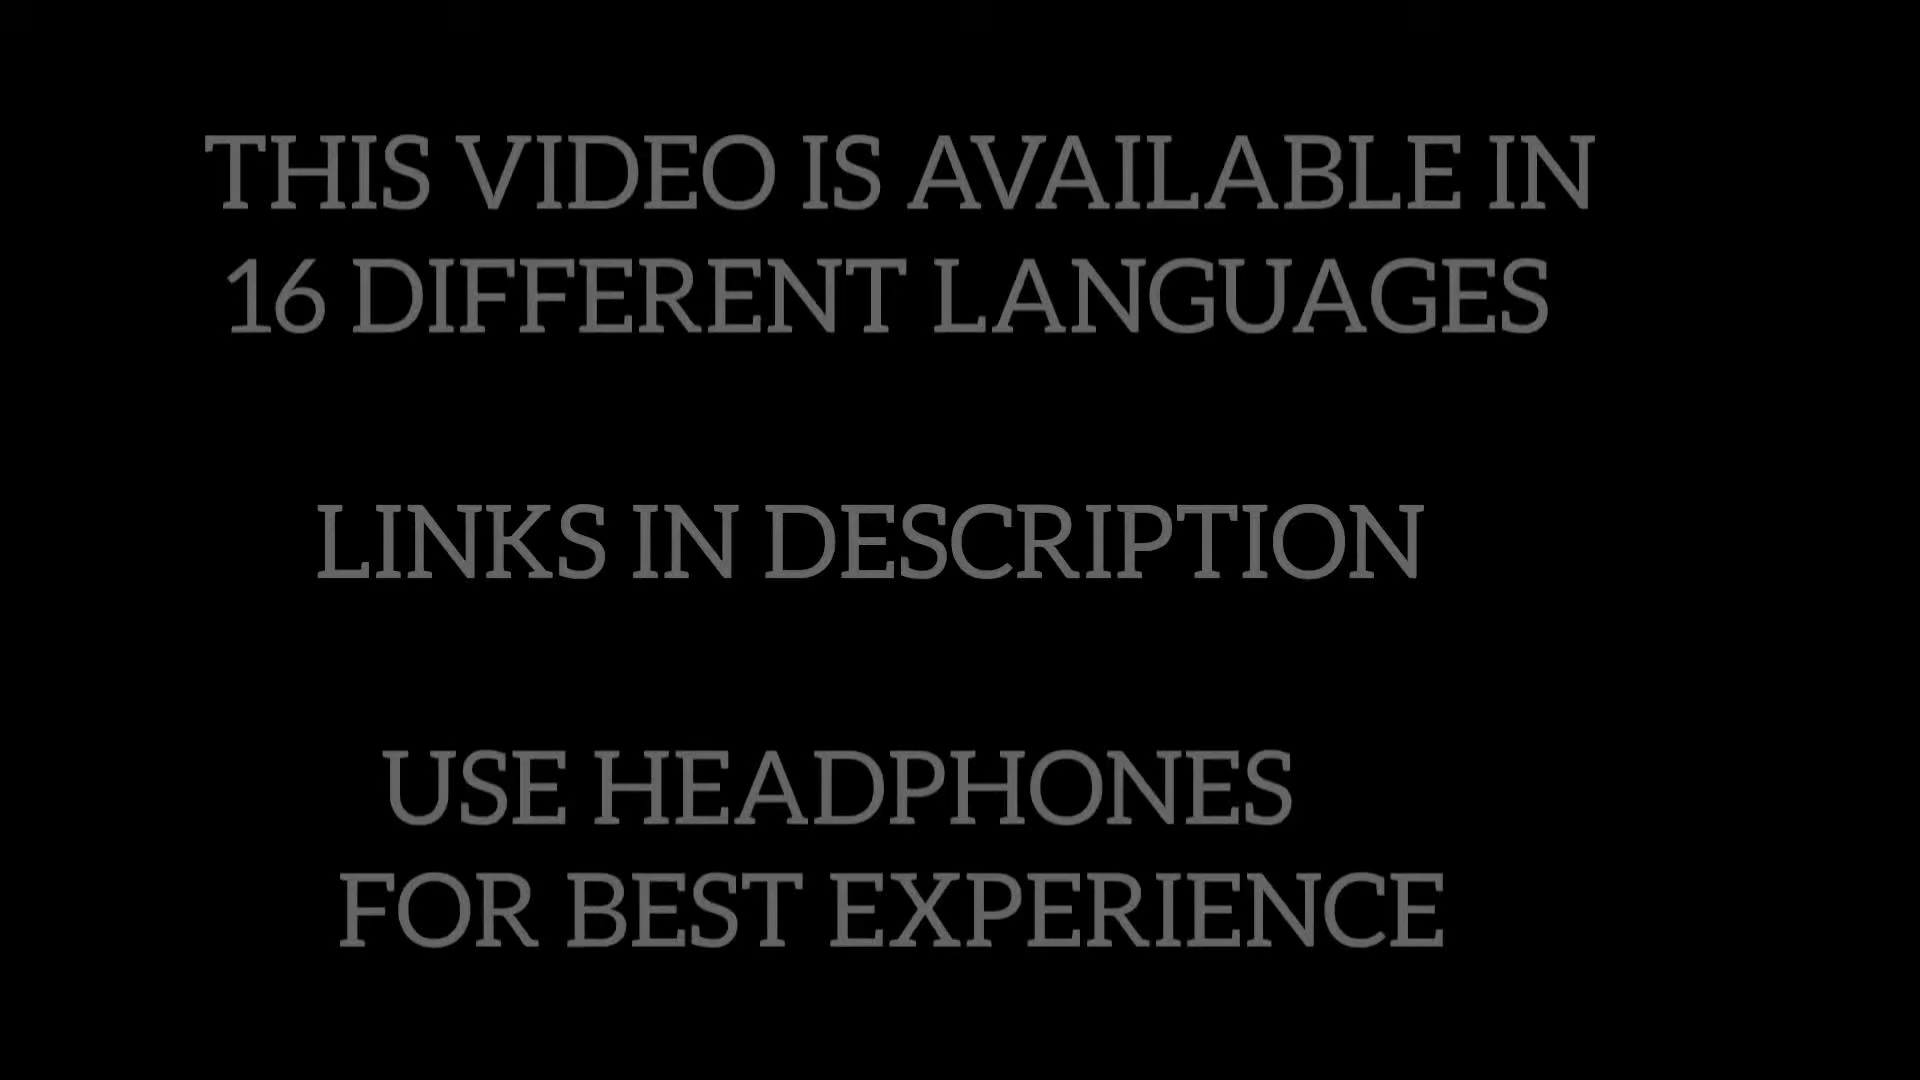 THIS VIDEO IS AVAILABLE IN
16 DIFFERENT LANGUAGES
LINKS IN DESCRIPTION
USE HEADPHONES
FOR BEST EXPERIENCE